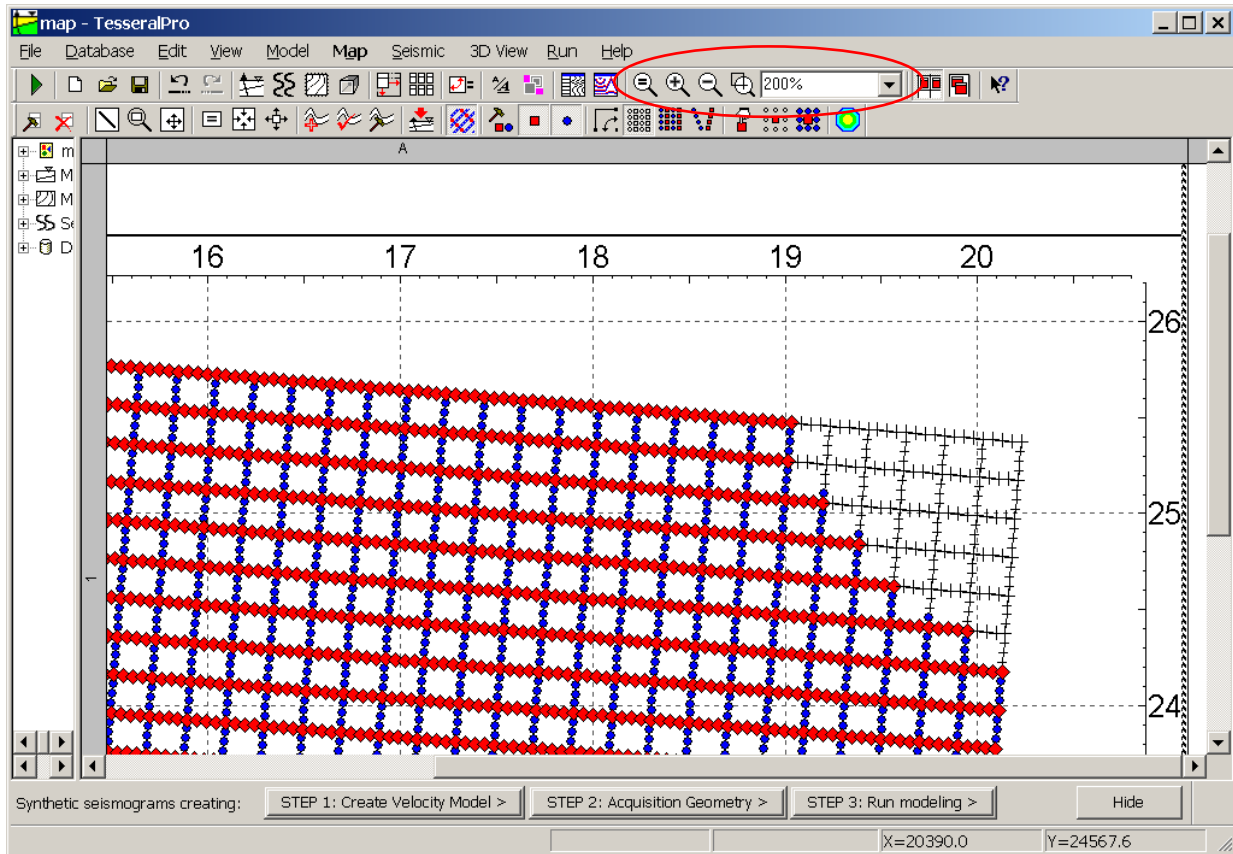 map - TesseralPro
File Database Edit View Model Map Seismic 3D View Run Help
200%
A
m
M
M
Se
D
16 17 18 19 20
26
25
24
1
Synthetic seismograms creating: STEP 1: Create Velocity Model > STEP 2: Acquisition Geometry > STEP 3: Run modeling > Hide
X=20390.0 Y=24567.6